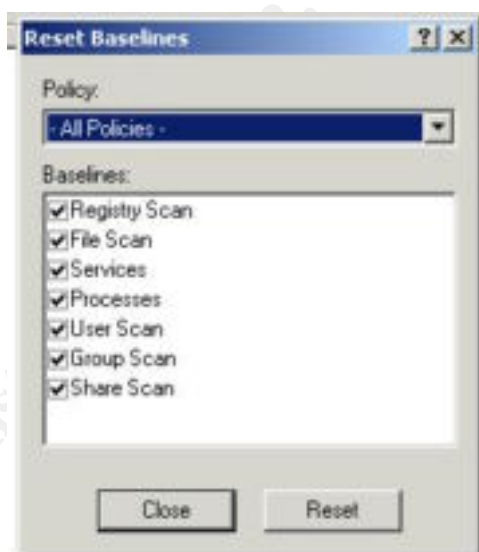 Reset Baselines
Policy:
- All Policies -
Baselines:
Registry Scan
File Scan
Services
Processes
User Scan
Group Scan
Share Scan
Close
Reset